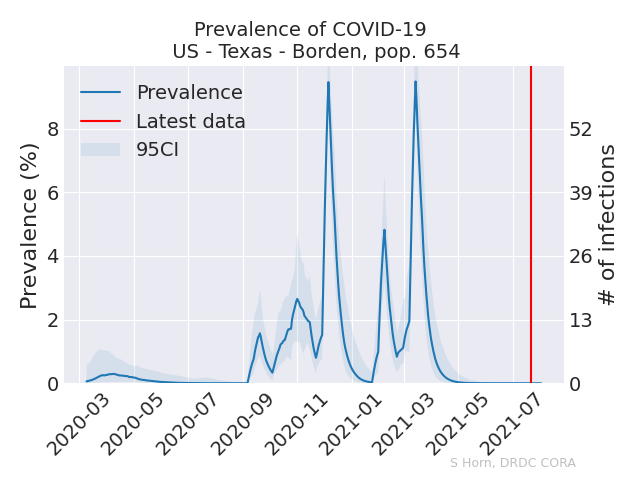 Prevalence of COVID-19
US - Texas - Borden, pop. 654
Prevalence
Latest data
95CI
Prevalence (%)
8
6
4
2
0
# of infections
52
39
26
13
0
2020-03
2020-05
2020-07
2020-09
2020-11
2021-01
2021-03
2021-05
2021-07
S Horn, DRDC CORA